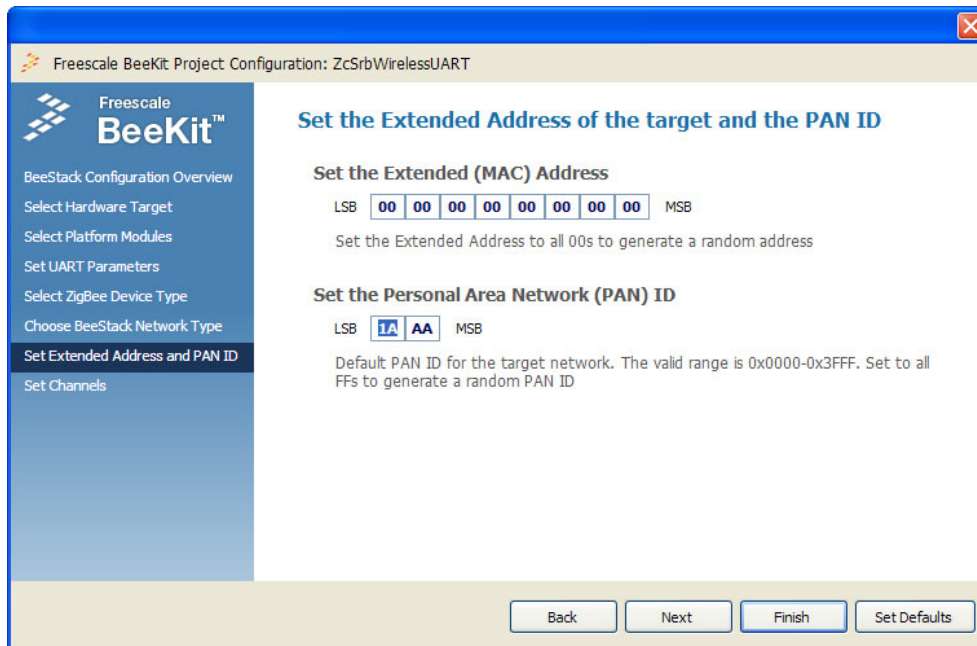 Freescale BeeKit Project Configuration: ZcSrbWirelessUART
Freescale
BeeKit™
BeeStack Configuration Overview
Select Hardware Target
Select Platform Modules
Set UART Parameters
Select ZigBee Device Type
Choose BeeStack Network Type
Set Extended Address and PAN ID
Set Channels
Set the Extended Address of the target and the PAN ID
Set the Extended (MAC) Address
LSB 00 00 00 00 00 00 00 00 MSB
Set the Extended Address to all 00s to generate a random address
Set the Personal Area Network (PAN) ID
LSB 1A AA MSB
Default PAN ID for the target network. The valid range is 0x0000-0x3FFF. Set to all
FFs to generate a random PAN ID
Back Next Finish Set Defaults